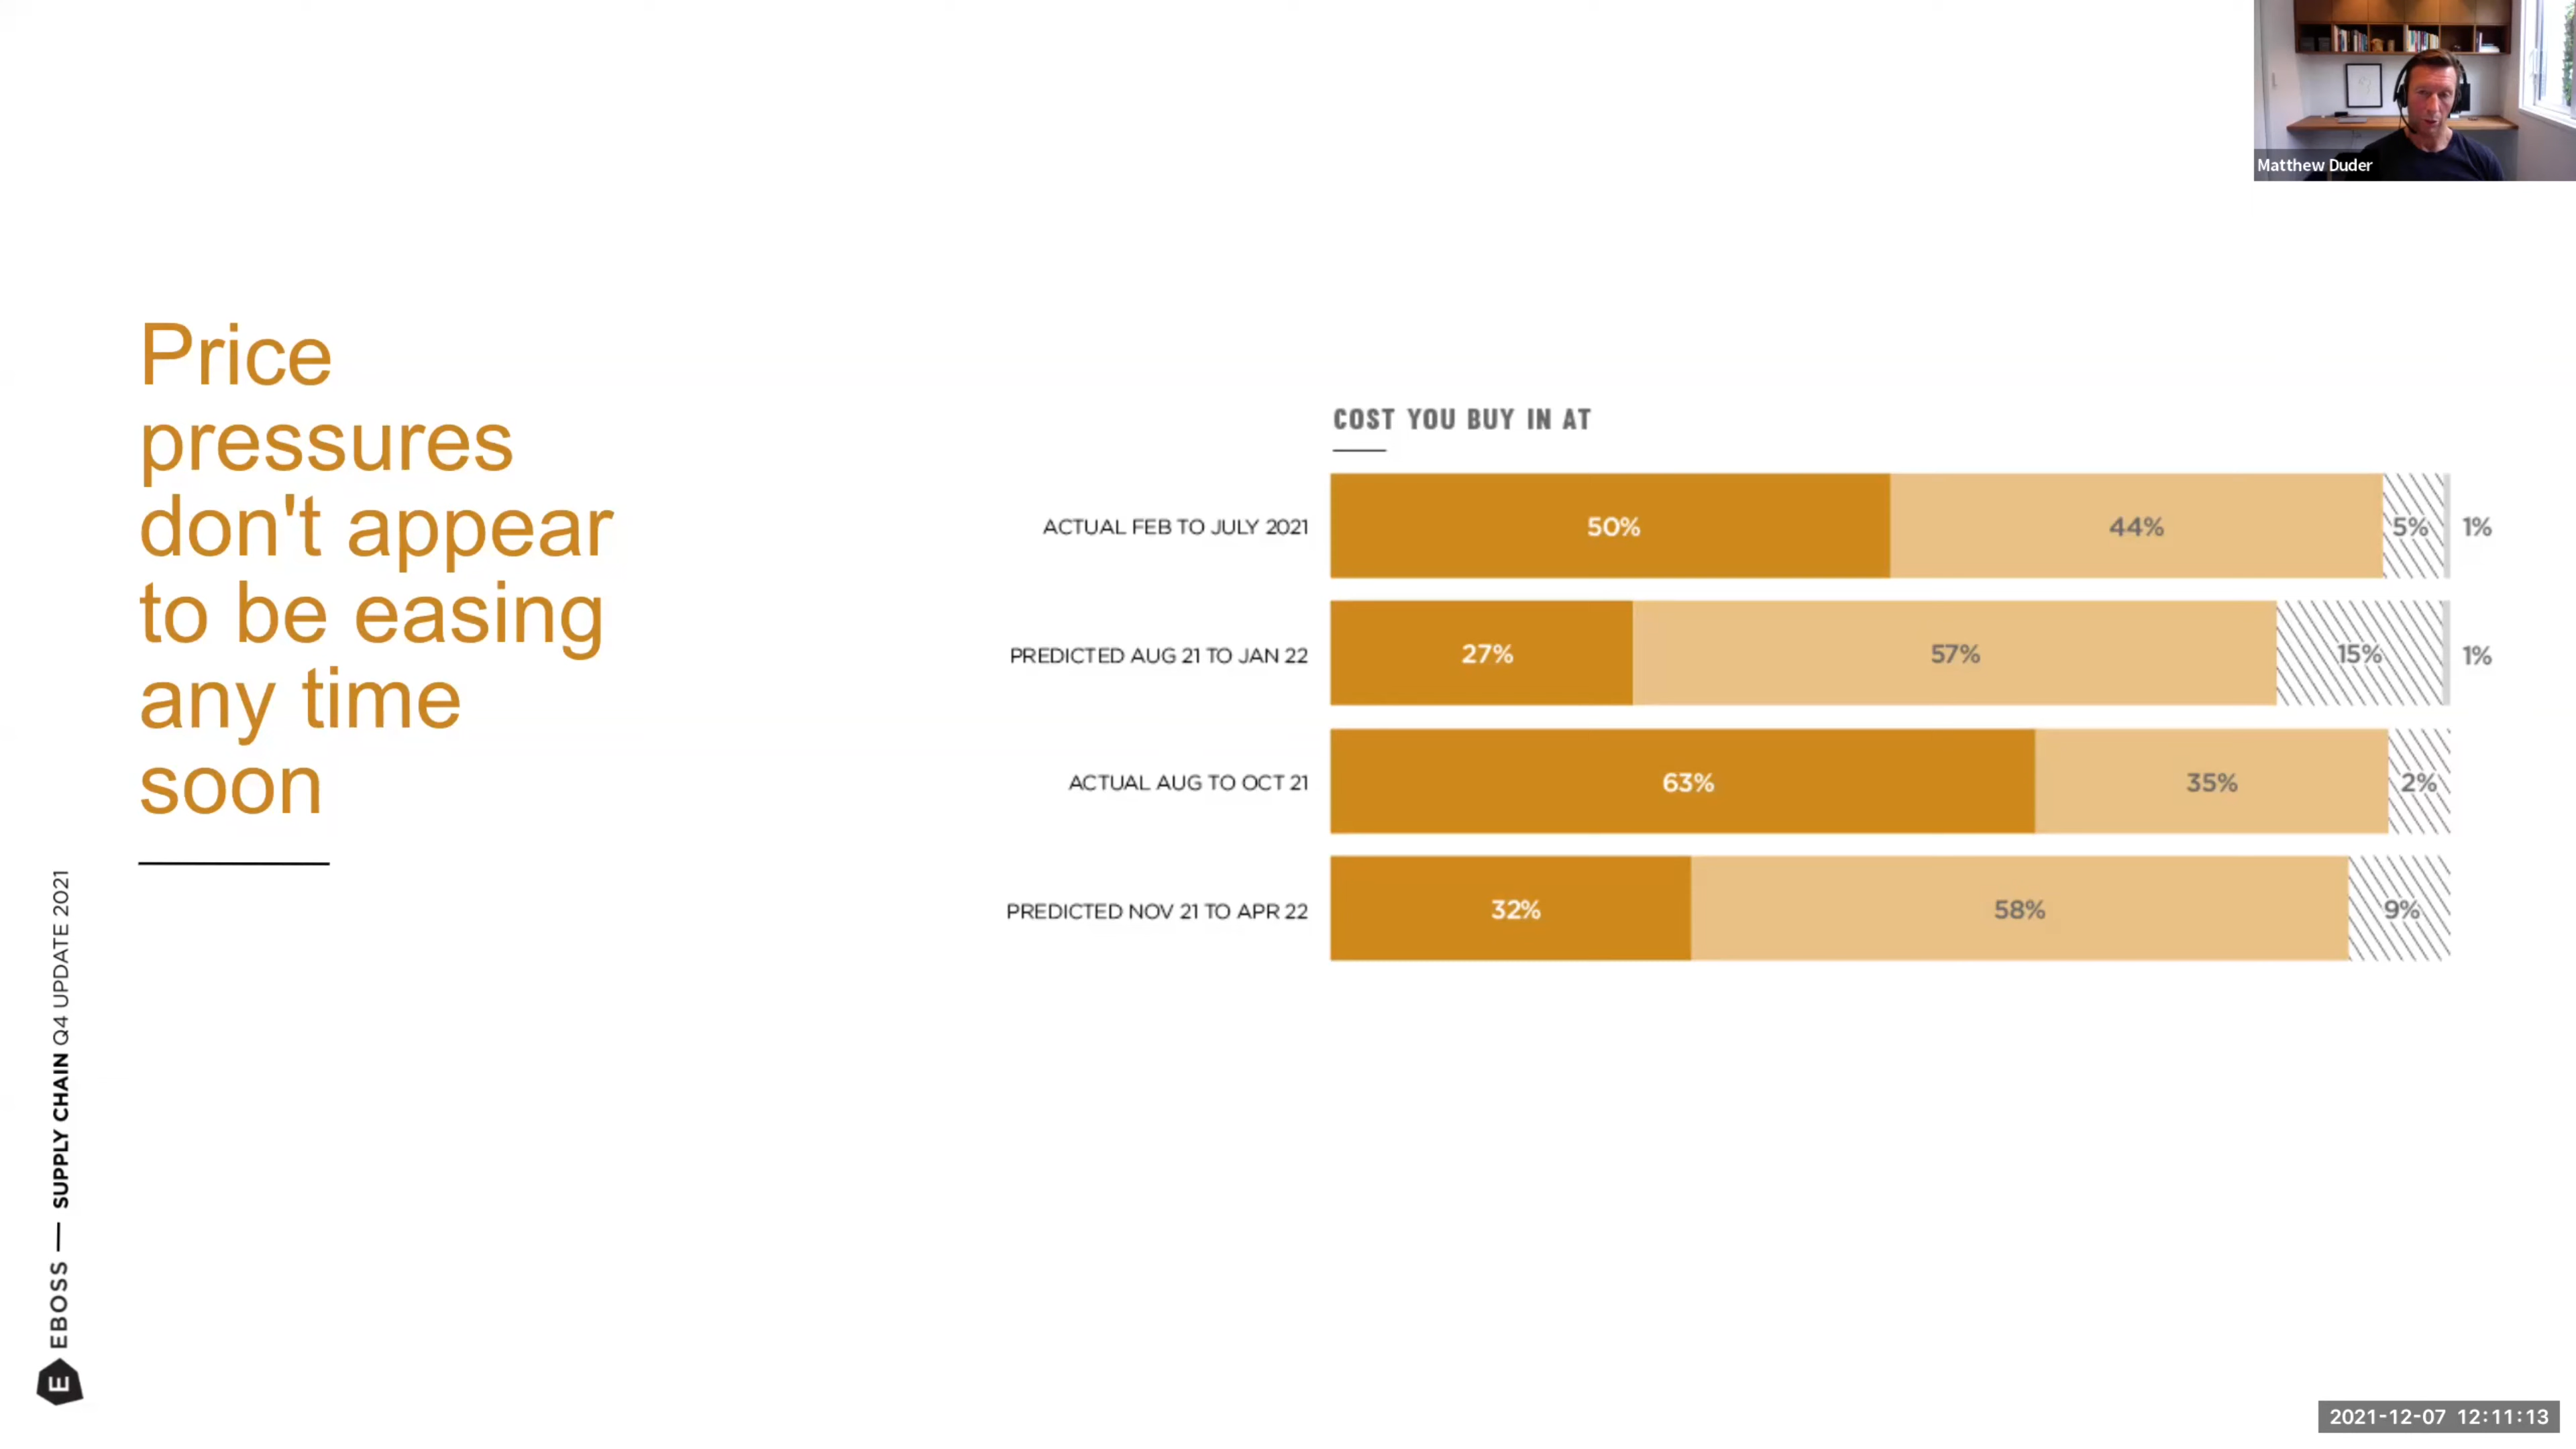 Matthew Duder
Price
pressures
don't appear
to be easing
any time
soon
COST YOU BUY IN AT
ACTUAL FEB TO JULY 2021 50% 44% 5% 1%
PREDICTED AUG 21 TO JAN 22 27% 57% 15% 1%
ACTUAL AUG TO OCT 21 63% 35% 2%
PREDICTED NOV 21 TO APR 22 32% 58% 9%
E EBOSS — SUPPLY CHAIN Q4 UPDATE 2021
2021-12-07 12:11:13